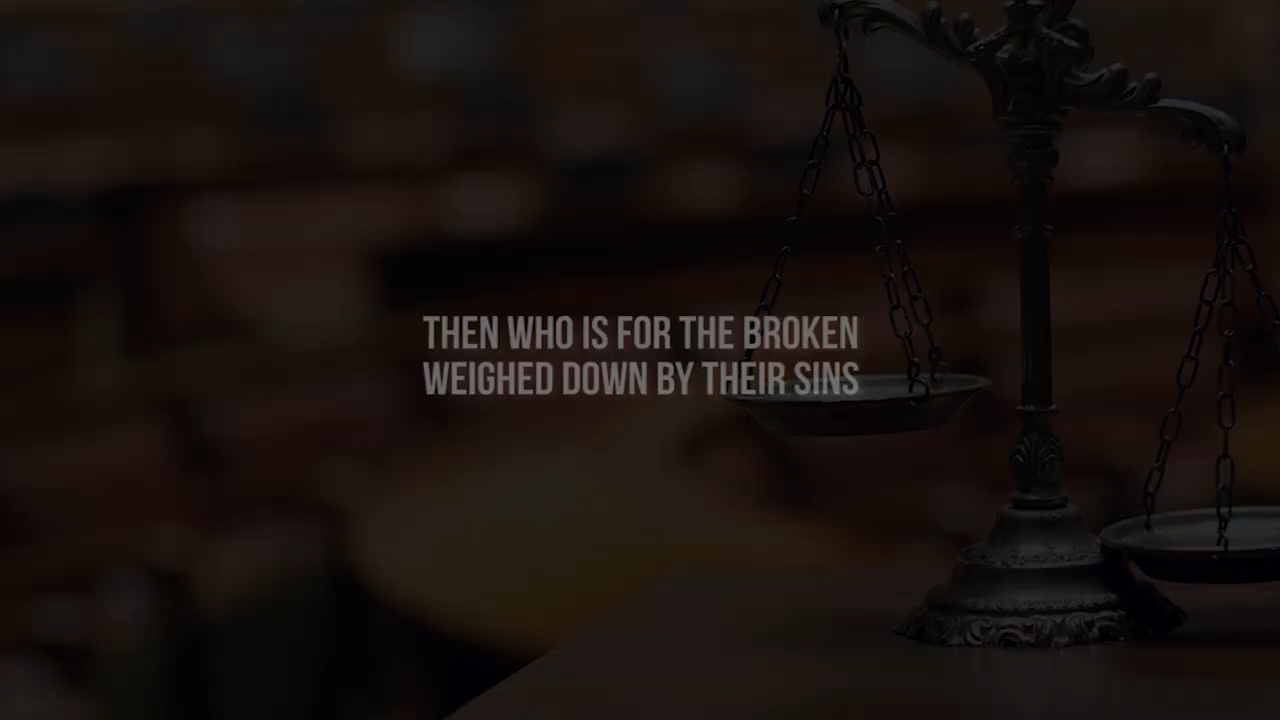 THEN WHO IS FOR THE BROKEN
WEIGHED DOWN BY THEIR SINS